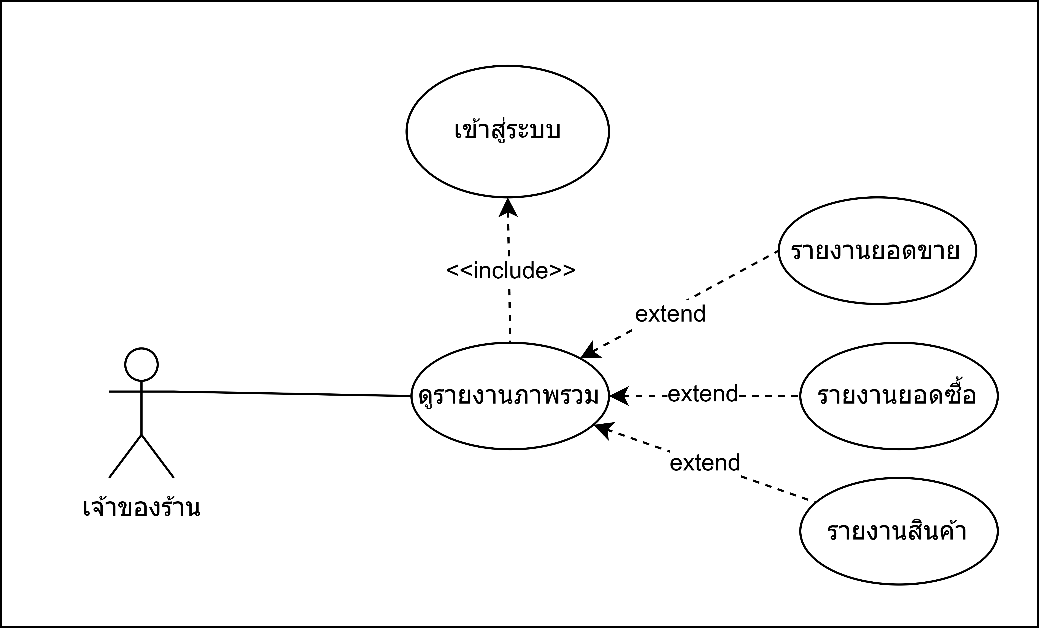 เข้าสู่ระบบ
<<include>>
รายงานยอดขาย
extend
ดูรายงานภาพรวม
extend
รายงานยอดซื้อ
extend
รายงานสินค้า
เจ้าของร้าน